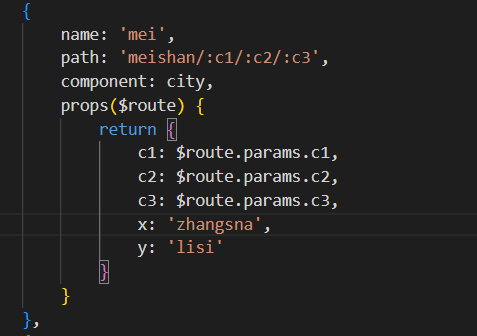 {
name: 'mei',
path: 'meishan/:c1/:c2/:c3',
component: city,
props($route) {
return {
c1: $route.params.c1,
c2: $route.params.c2,
c3: $route.params.c3,
x: 'zhangsna',
y: 'lisi'
}
}
},